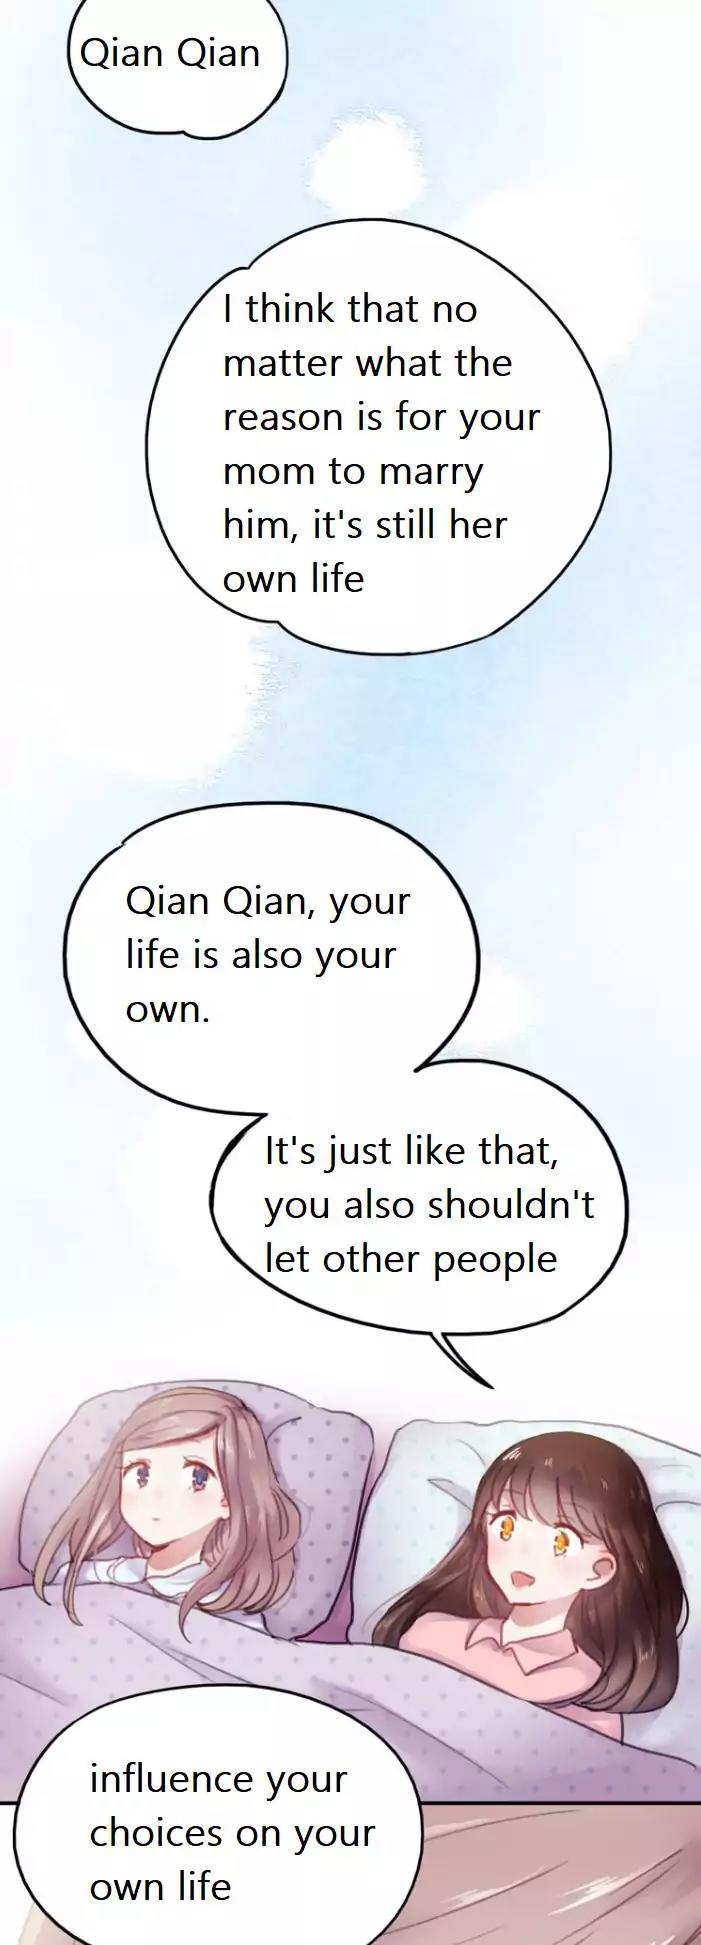 Qian Qian
I think that no
matter what the
reason is for your
mom to marry
him, it's still her
own life
Qian Qian, your
life is also your
own.
It's just like that,
you also shouldn't
let other people
influence your
choices on your
own life